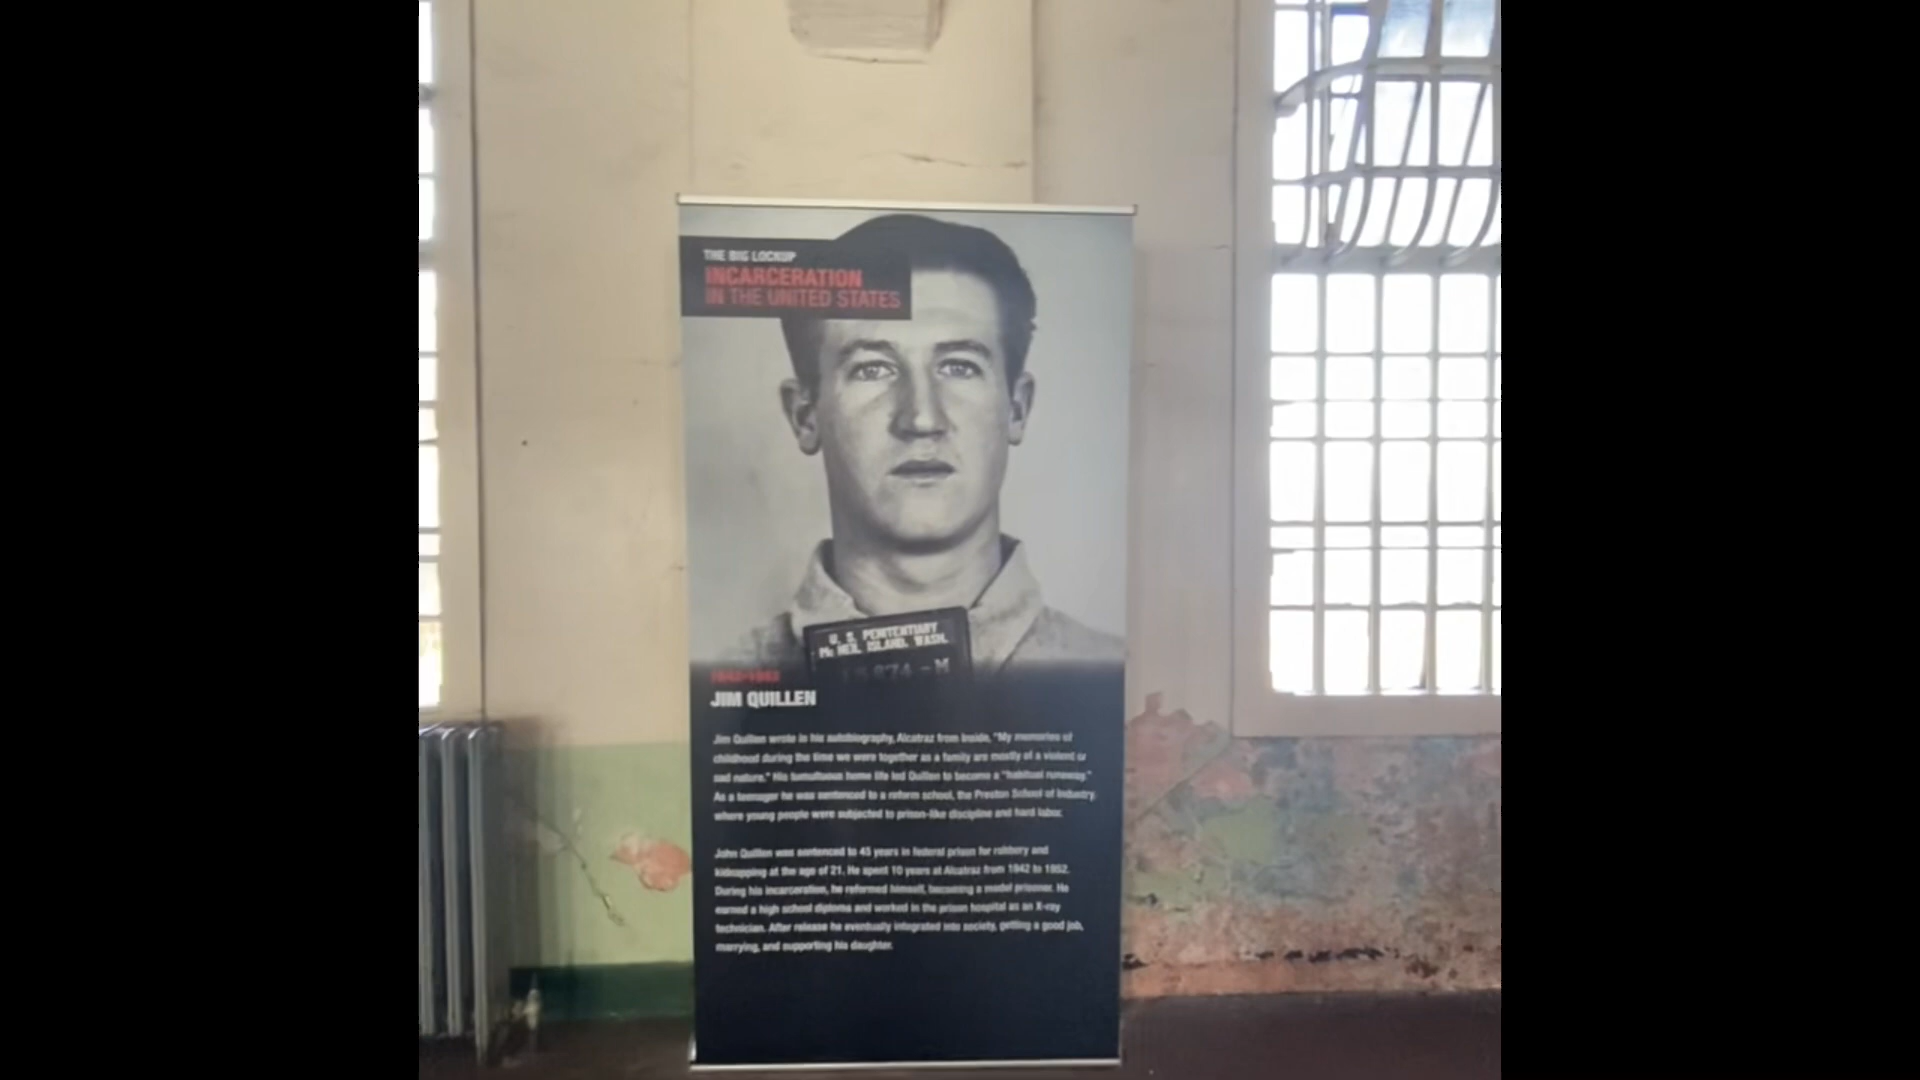 THE BIG LOCKUP
INCARCERATION
IN THE UNITED STATES
U. S. PENITENTIARY
Mc NEIL ISLAND, WASH.
874-M
1942-1952
JIM QUILLEN
Jim Quillen wrote in his autobiography, Alcatraz from Inside, "My memories of
childhood during the time we were together as a family are mostly of a violent or
sad nature." His tumultuous home life led Quillen to become a "habitual runaway."
As a teenager he was sentenced to a reform school, the Preston School of Industry,
where young people were subjected to prison-like discipline and hard labor.
John Quillen was sentenced to 45 years in federal prison for robbery and
kidnapping at the age of 21. He spent 10 years at Alcatraz from 1942 to 1952.
During his incarceration, he reformed himself, becoming a model prisoner. He
earned a high school diploma and worked in the prison hospital as an X-ray
technician. After release he eventually integrated into society, getting a good job,
marrying, and supporting his daughter.